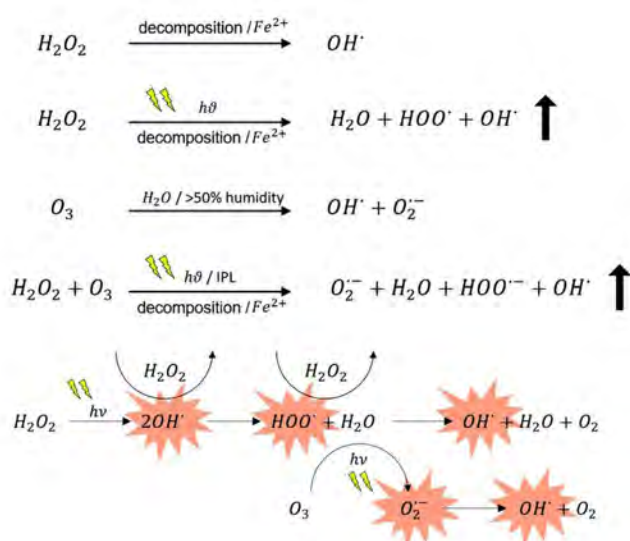 decomposition / Fe²⁺
H₂O₂ OH˙
hϑ
H₂O₂ H₂O + HOO˙ + OH˙
decomposition / Fe²⁺
H₂O / >50% humidity
O₃ OH˙ + O₂˙⁻
hϑ / IPL
H₂O₂ + O₃ O₂˙⁻ + H₂O + HOO˙⁻ + OH˙
decomposition / Fe²⁺
H₂O₂ H₂O₂
H₂O₂ hν 2OH˙ HOO˙ + H₂O OH˙ + H₂O + O₂
hν
O₃ O₂˙⁻ OH˙ + O₂